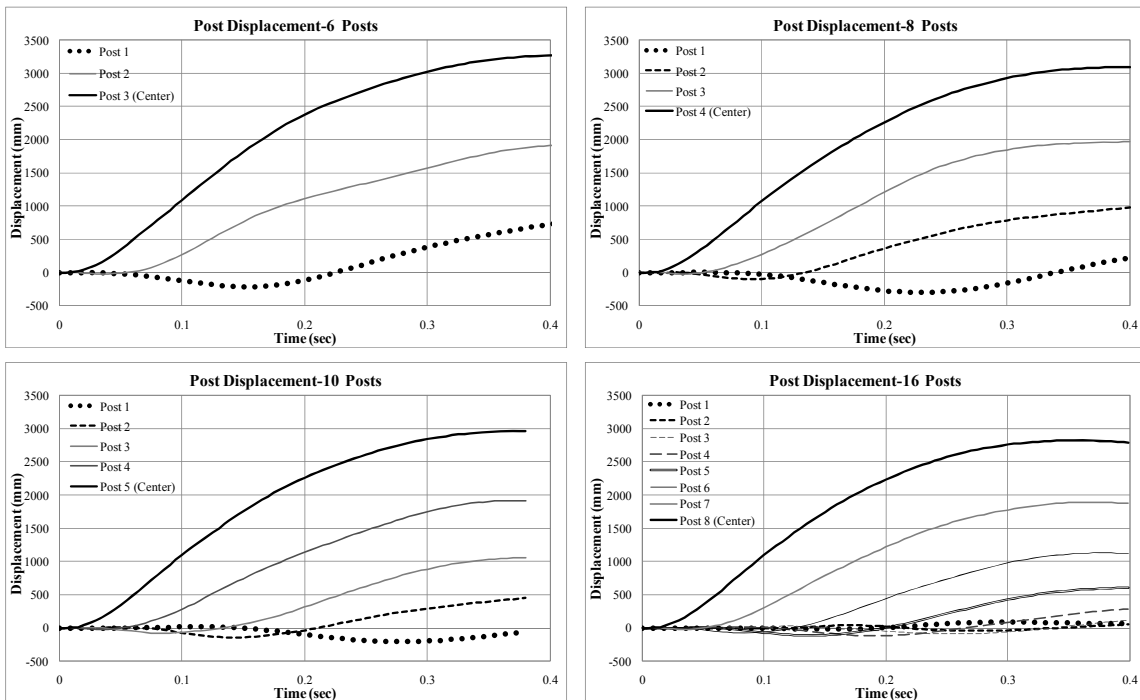 Post Displacement-6 Posts
3500
3000
2500
2000
1500
1000
500
0
-500
Displacement (mm)
Post 1
Post 2
Post 3 (Center)
0
0.1
0.2
0.3
0.4
Time (sec)
Post Displacement-8 Posts
3500
3000
2500
2000
1500
1000
500
0
-500
Displacement (mm)
Post 1
Post 2
Post 3
Post 4 (Center)
0
0.1
0.2
0.3
0.4
Time (sec)
Post Displacement-10 Posts
3500
3000
2500
2000
1500
1000
500
0
-500
Displacement (mm)
Post 1
Post 2
Post 3
Post 4
Post 5 (Center)
0
0.1
0.2
0.3
0.4
Time (sec)
Post Displacement-16 Posts
3500
3000
2500
2000
1500
1000
500
0
-500
Displacement (mm)
Post 1
Post 2
Post 3
Post 4
Post 5
Post 6
Post 7
Post 8 (Center)
0
0.1
0.2
0.3
0.4
Time (sec)